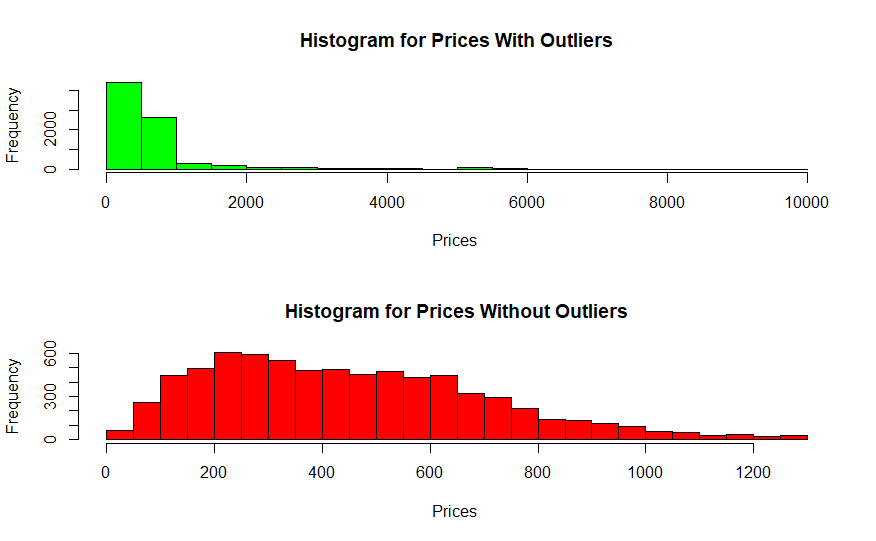 Histogram for Prices With Outliers
Frequency
0 2000
0 2000 4000 6000 8000 10000
Prices
Histogram for Prices Without Outliers
Frequency
0 300 600
0 200 400 600 800 1000 1200
Prices